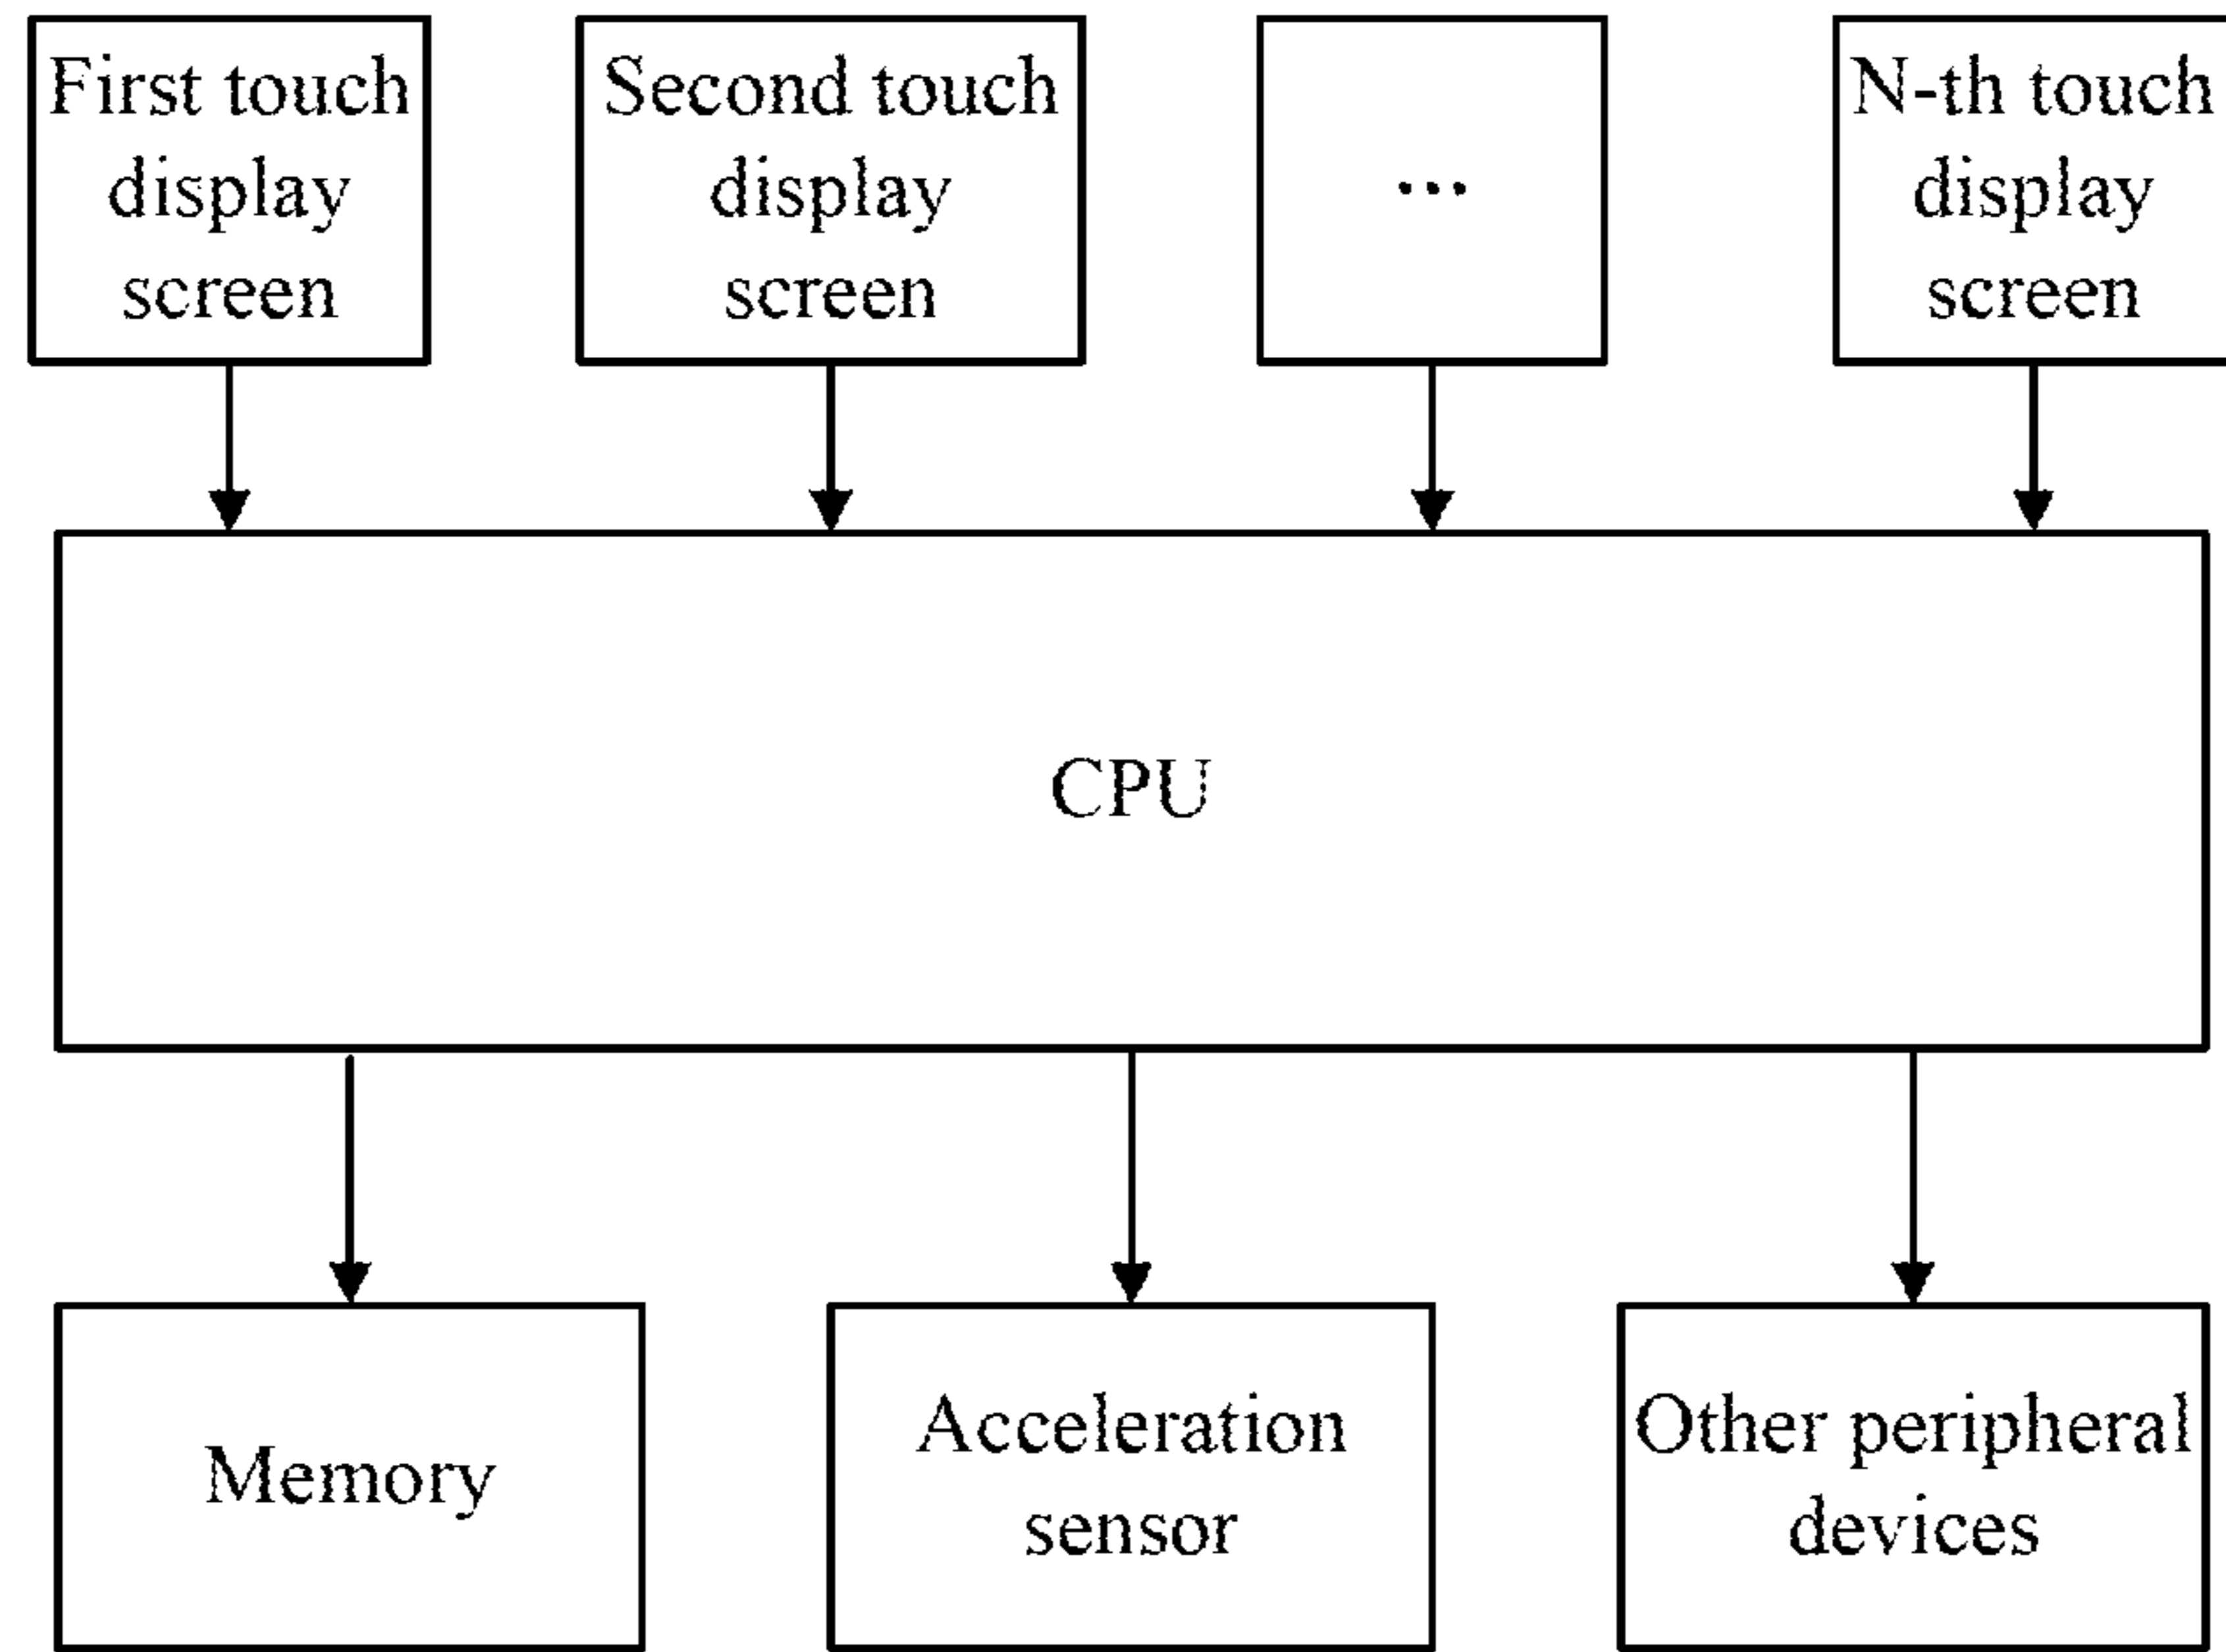 First touch
display
screen
Second touch
display
screen
...
N-th touch
display
screen
CPU
Memory
Acceleration
sensor
Other peripheral
devices